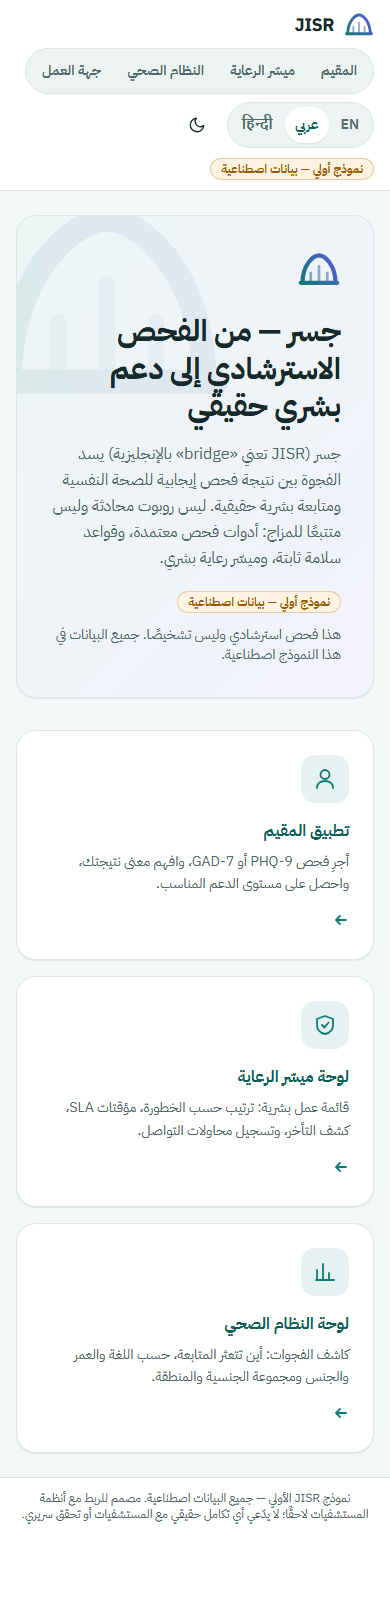 JISR
المقيم
ميسّر الرعاية
النظام الصحي
جهة العمل
EN
عربي
हिन्दी
نموذج أولي — بيانات اصطناعية
جسر — من الفحص
الاسترشادي إلى دعم
بشري حقيقي
جسر (JISR تعني «bridge» بالإنجليزية) يسد
الفجوة بين نتيجة فحص إيجابية للصحة النفسية
ومتابعة بشرية حقيقية. ليس روبوت محادثة وليس
متتبعًا للمزاج: أدوات فحص معتمدة، وقواعد
سلامة ثابتة، وميسّر رعاية بشري.
نموذج أولي — بيانات اصطناعية
هذا فحص استرشادي وليس تشخيصًا. جميع البيانات في
هذا النموذج اصطناعية.
تطبيق المقيم
أجرِ فحص PHQ-9 أو GAD-7، وافهم معنى نتيجتك،
واحصل على مستوى الدعم المناسب.
لوحة ميسّر الرعاية
قائمة عمل بشرية: ترتيب حسب الخطورة، مؤقتات SLA،
كشف التأخر، وتسجيل محاولات التواصل.
لوحة النظام الصحي
كاشف الفجوات: أين تتعثر المتابعة، حسب اللغة والعمر
والجنس ومجموعة الجنسية والمنطقة.
نموذج JISR الأولي — جميع البيانات اصطناعية. مصمم للربط مع أنظمة
المستشفيات لاحقًا؛ لا يدّعي أي تكامل حقيقي مع المستشفيات أو تحقق سريري.